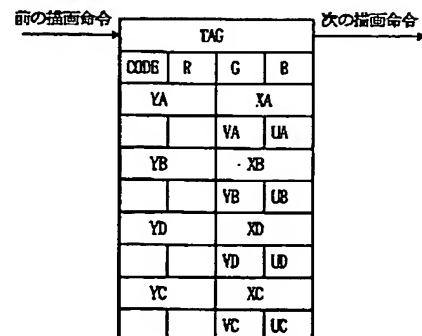 前の描画命令 次の描画命令
TAG
CODE R G B
YA XA
VA UA
YB XB
VB UB
YD XD
VD UD
YC XC
VC UC